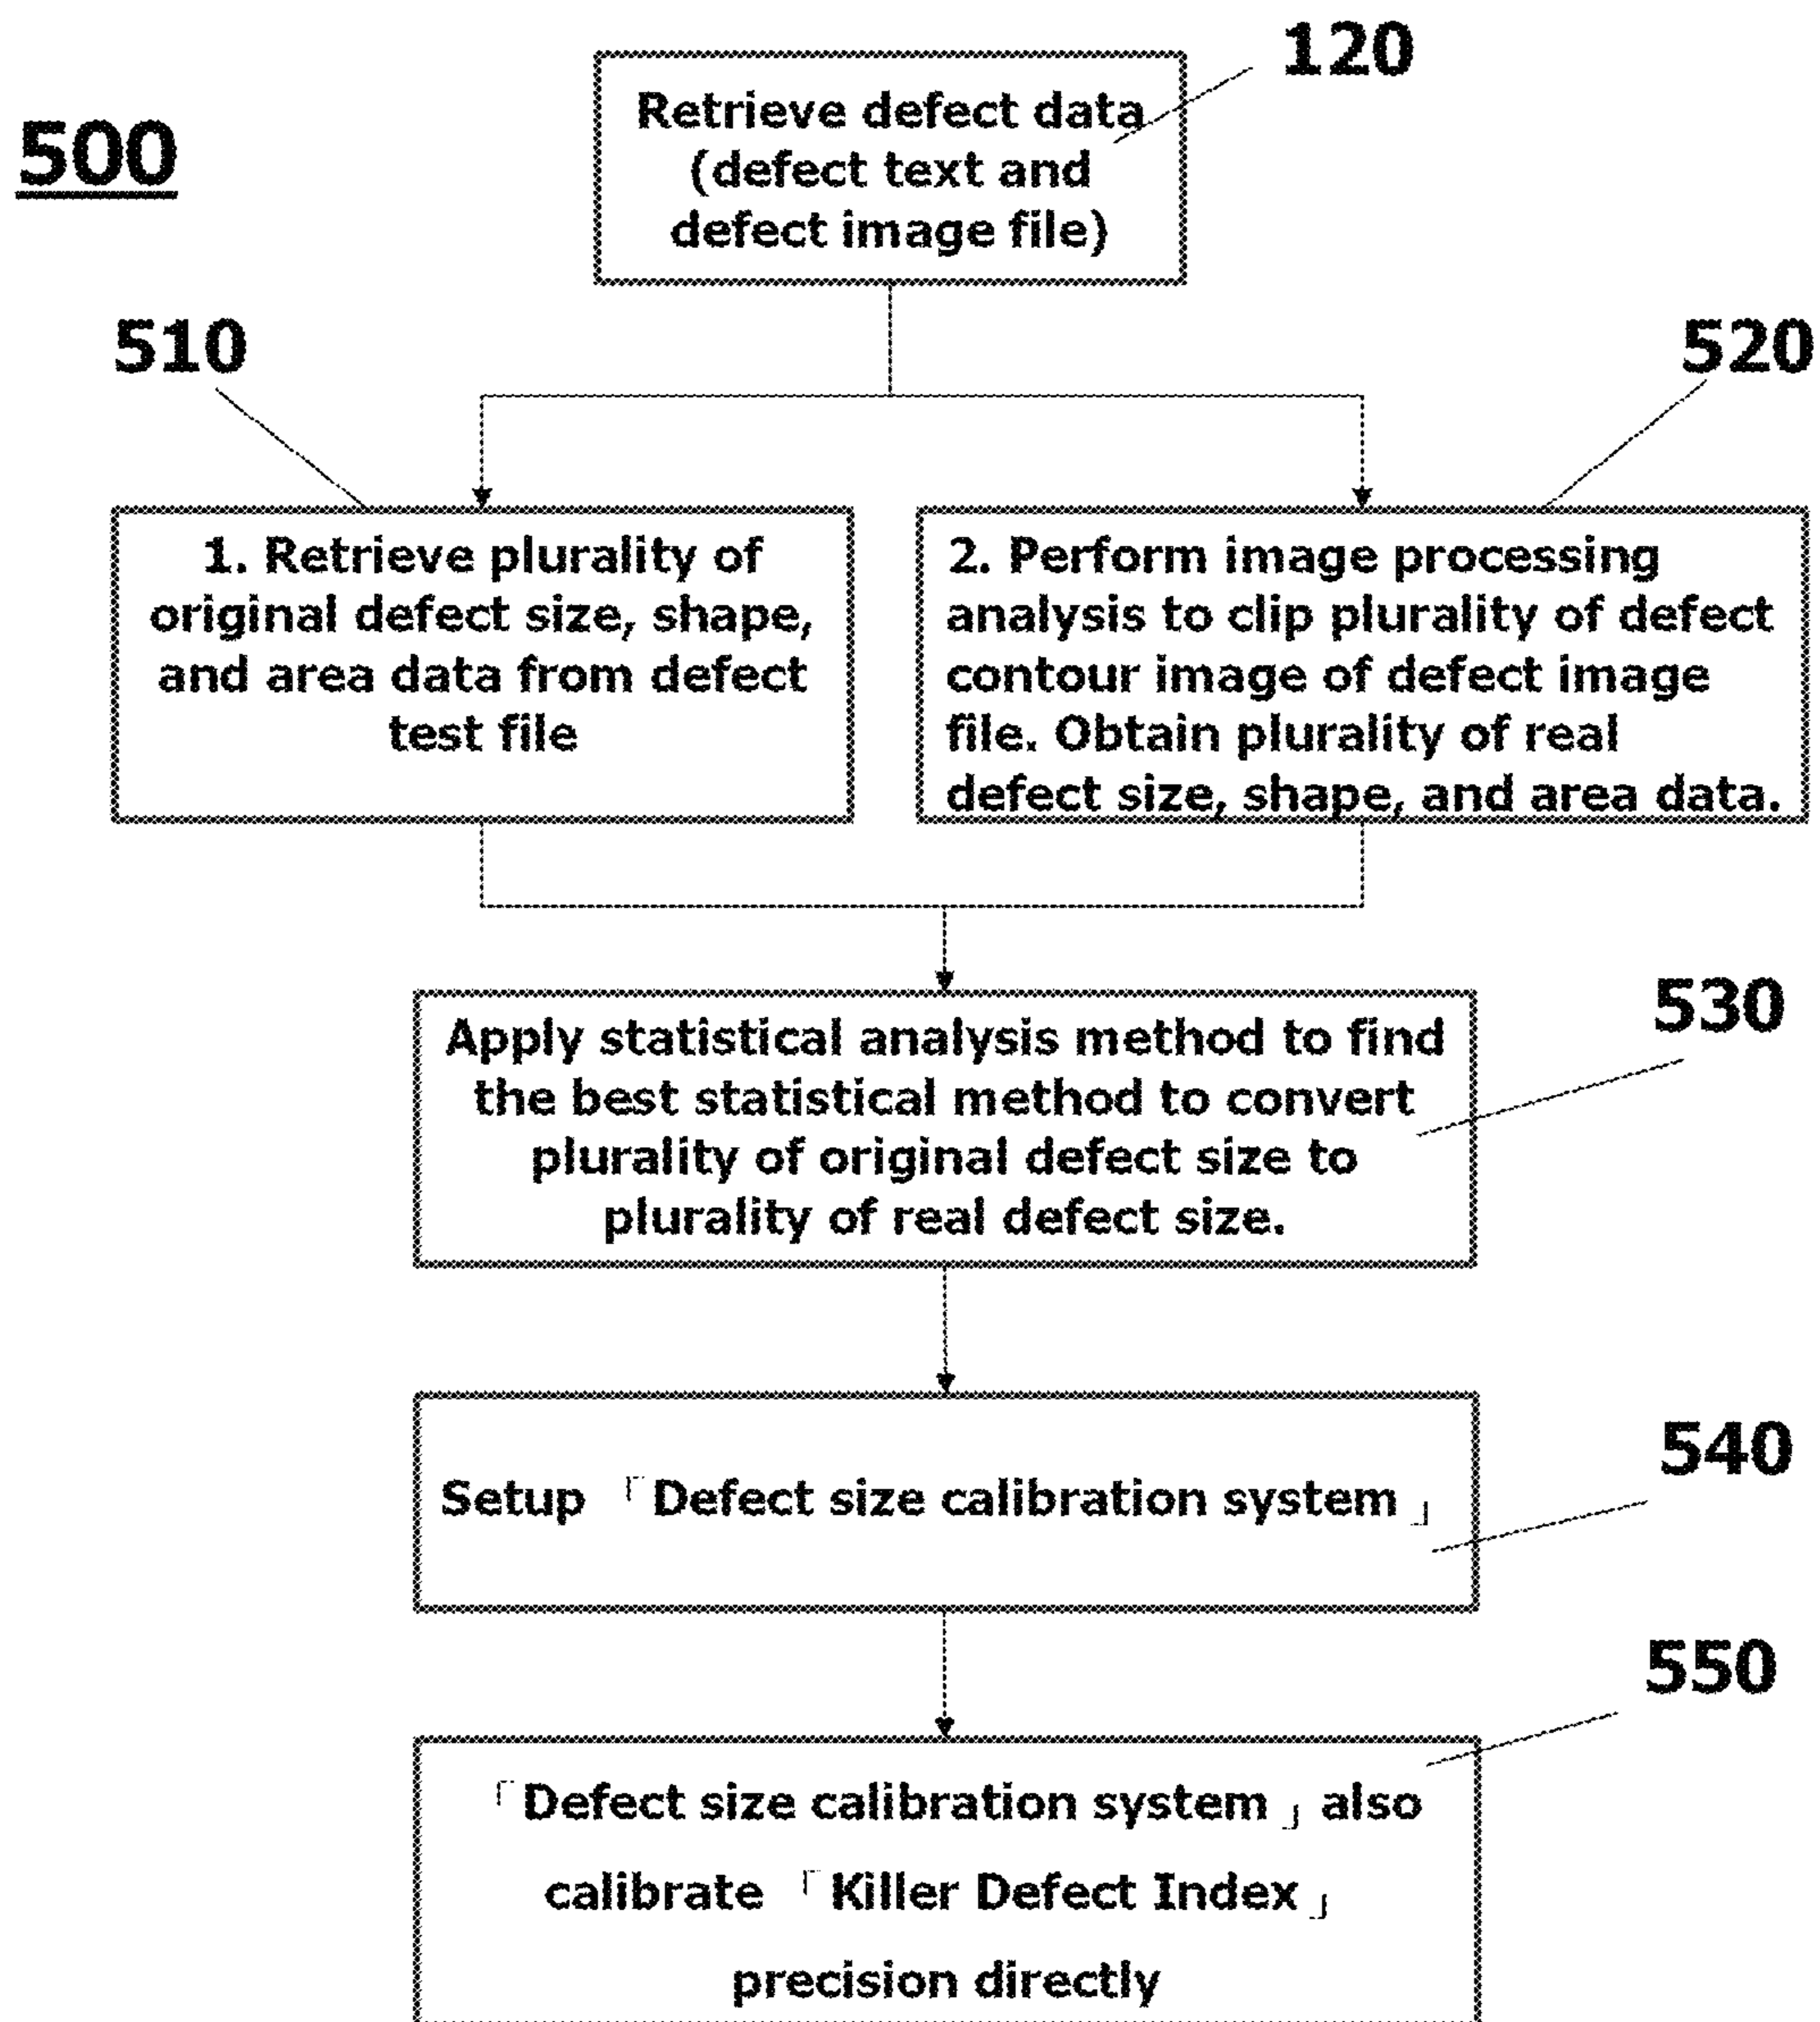 120
500
Retrieve defect data
(defect text and
defect image file)
510
520
1. Retrieve plurality of
original defect size, shape,
and area data from defect
test file
2. Perform image processing
analysis to clip plurality of defect
contour image of defect image
file. Obtain plurality of real
defect size, shape, and area data.
530
Apply statistical analysis method to find
the best statistical method to convert
plurality of original defect size to
plurality of real defect size.
540
Setup 「Defect size calibration system」
550
「Defect size calibration system」also
calibrate 「Killer Defect Index」
precision directly